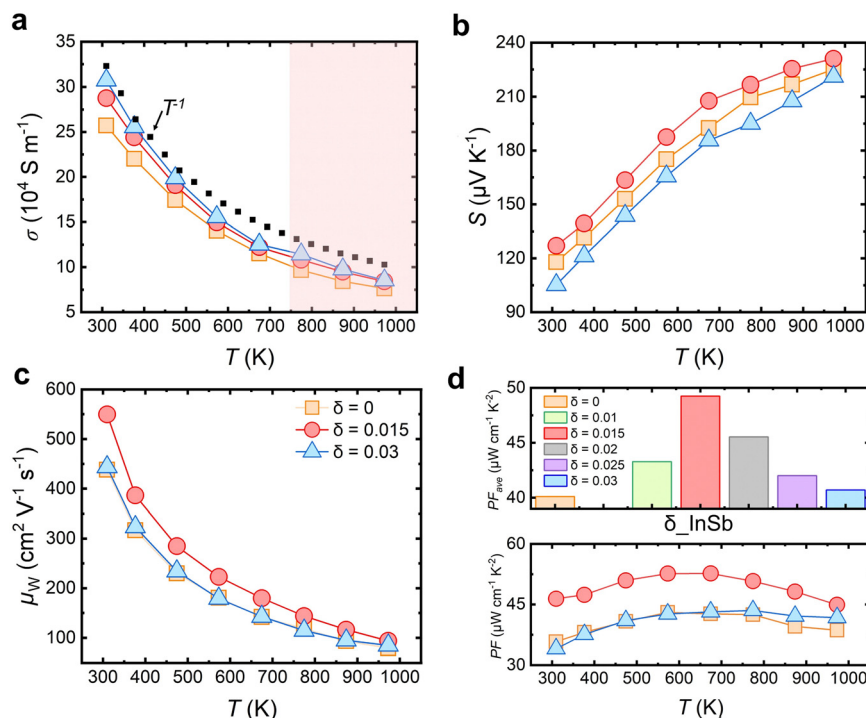 a
35
30
25
20
15
10
5
σ (10⁴ S m⁻¹)
T⁻¹
300 400 500 600 700 800 900 1000
T (K)
b
240
210
180
150
120
90
S (μV K⁻¹)
300 400 500 600 700 800 900 1000
T (K)
c
600
500
400
300
200
100
μ_W (cm² V⁻¹ s⁻¹)
δ = 0
δ = 0.015
δ = 0.03
300 400 500 600 700 800 900 1000
T (K)
d
50
45
40
PF_ave (μW cm⁻¹ K⁻²)
δ = 0
δ = 0.01
δ = 0.015
δ = 0.02
δ = 0.025
δ = 0.03
δ_InSb
60
45
30
PF (μW cm⁻¹ K⁻²)
300 400 500 600 700 800 900 1000
T (K)